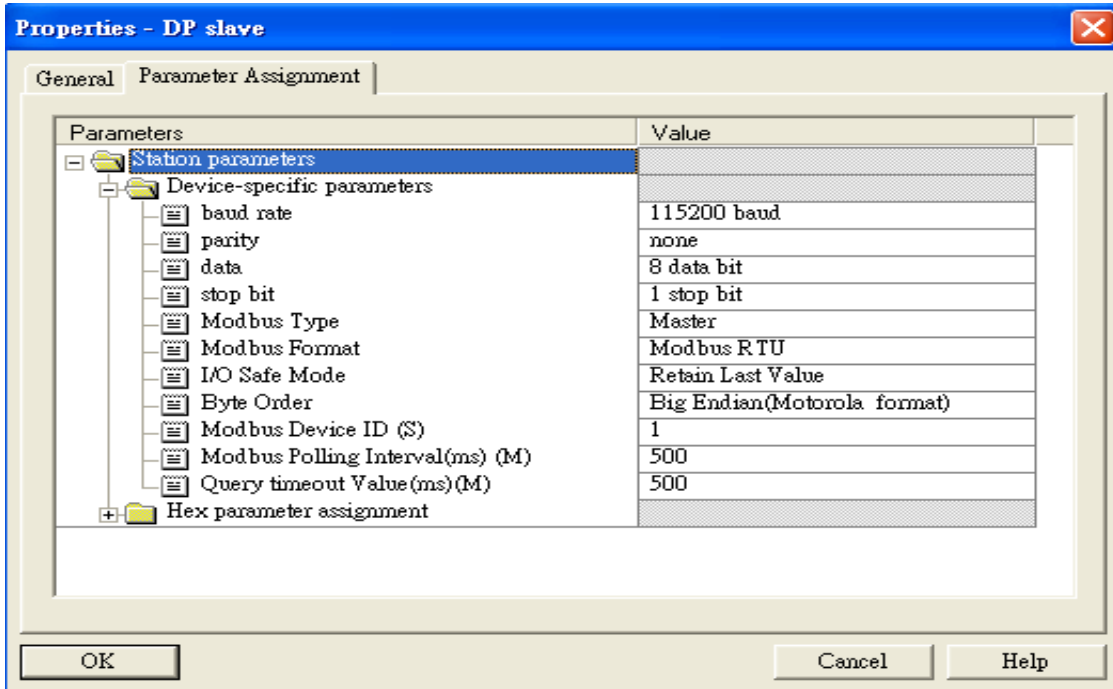 Properties - DP slave
General Parameter Assignment
Parameters Value
Station parameters
Device-specific parameters
baud rate 115200 baud
parity none
data 8 data bit
stop bit 1 stop bit
Modbus Type Master
Modbus Format Modbus RTU
I/O Safe Mode Retain Last Value
Byte Order Big Endian(Motorola format)
Modbus Device ID (S) 1
Modbus Polling Interval(ms) (M) 500
Query timeout Value(ms)(M) 500
Hex parameter assignment
OK Cancel Help